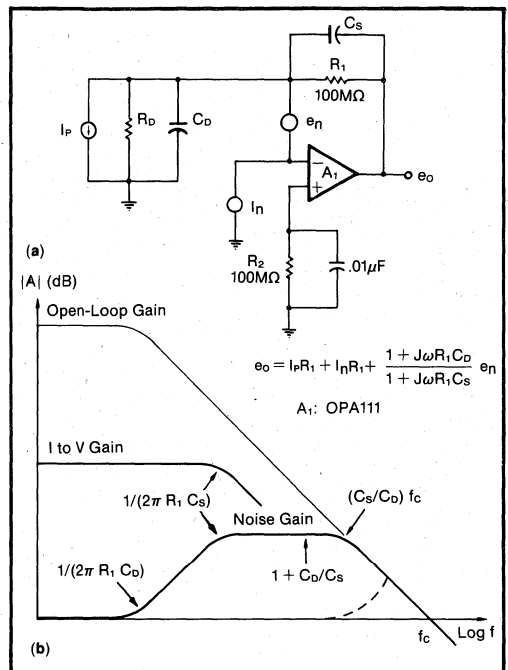 CS
R1
100MΩ
en
IP
RD
CD
A1
−
+
eo
In
R2
100MΩ
.01μF
(a)
|A| (dB)
Open-Loop Gain
eo = IPR1 + InR1 + (1 + JωR1CD)/(1 + JωR1CS) en
A1: OPA111
I to V Gain
1/(2π R1 CS)
Noise Gain
(CS/CD) fC
1/(2π R1 CD)
1 + CD/CS
fC
Log f
(b)